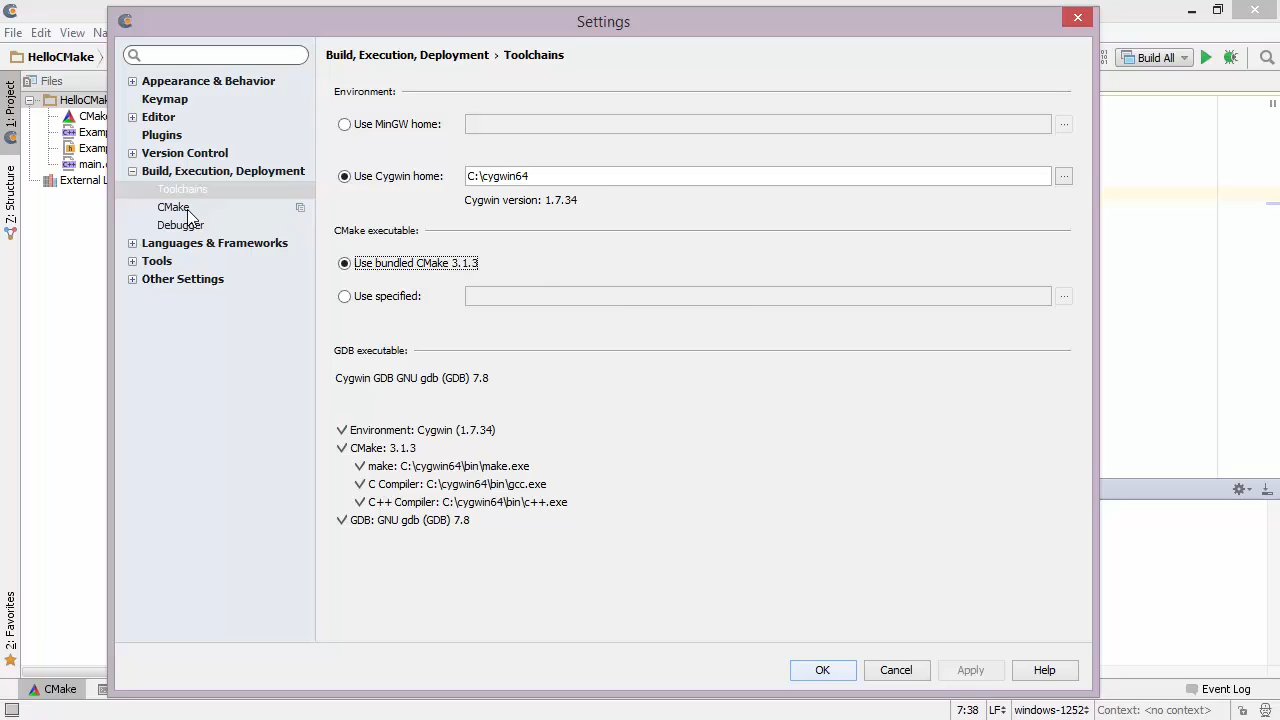 Settings
File Edit View Na
HelloCMake
Build All
Files
1: Project
HelloCMa
CMake
Examp
Examp
main.c
External L
Z: Structure
2: Favorites
Appearance & Behavior
Keymap
Editor
Plugins
Version Control
Build, Execution, Deployment
Toolchains
CMake
Debugger
Languages & Frameworks
Tools
Other Settings
Build, Execution, Deployment › Toolchains
Environment:
Use MinGW home:
...
Use Cygwin home:
C:\cygwin64
...
Cygwin version: 1.7.34
CMake executable:
Use bundled CMake 3.1.3
Use specified:
...
GDB executable:
Cygwin GDB GNU gdb (GDB) 7.8
Environment: Cygwin (1.7.34)
CMake: 3.1.3
make: C:\cygwin64\bin\make.exe
C Compiler: C:\cygwin64\bin\gcc.exe
C++ Compiler: C:\cygwin64\bin\c++.exe
GDB: GNU gdb (GDB) 7.8
OK Cancel Apply Help
CMake
Event Log
7:38 LF÷ windows-1252÷ Context: <no context>